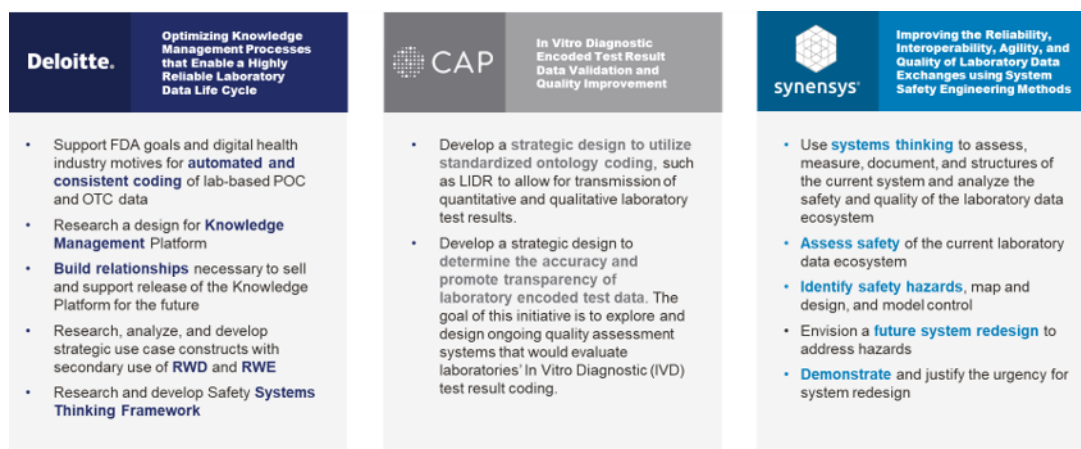 Deloitte.
Optimizing Knowledge
Management Processes
that Enable a Highly
Reliable Laboratory
Data Life Cycle
• Support FDA goals and digital health
industry motives for automated and
consistent coding of lab-based POC
and OTC data
• Research a design for Knowledge
Management Platform
• Build relationships necessary to sell
and support release of the Knowledge
Platform for the future
• Research, analyze, and develop
strategic use case constructs with
secondary use of RWD and RWE
• Research and develop Safety Systems
Thinking Framework
CAP
In Vitro Diagnostic
Encoded Test Result
Data Validation and
Quality Improvement
• Develop a strategic design to utilize
standardized ontology coding, such
as LIDR to allow for transmission of
quantitative and qualitative laboratory
test results.
• Develop a strategic design to
determine the accuracy and
promote transparency of
laboratory encoded test data. The
goal of this initiative is to explore and
design ongoing quality assessment
systems that would evaluate
laboratories' In Vitro Diagnostic (IVD)
test result coding.
synensys
Improving the Reliability,
Interoperability, Agility, and
Quality of Laboratory Data
Exchanges using System
Safety Engineering Methods
• Use systems thinking to assess,
measure, document, and structures of
the current system and analyze the
safety and quality of the laboratory data
ecosystem
• Assess safety of the current laboratory
data ecosystem
• Identify safety hazards, map and
design, and model control
• Envision a future system redesign to
address hazards
• Demonstrate and justify the urgency for
system redesign